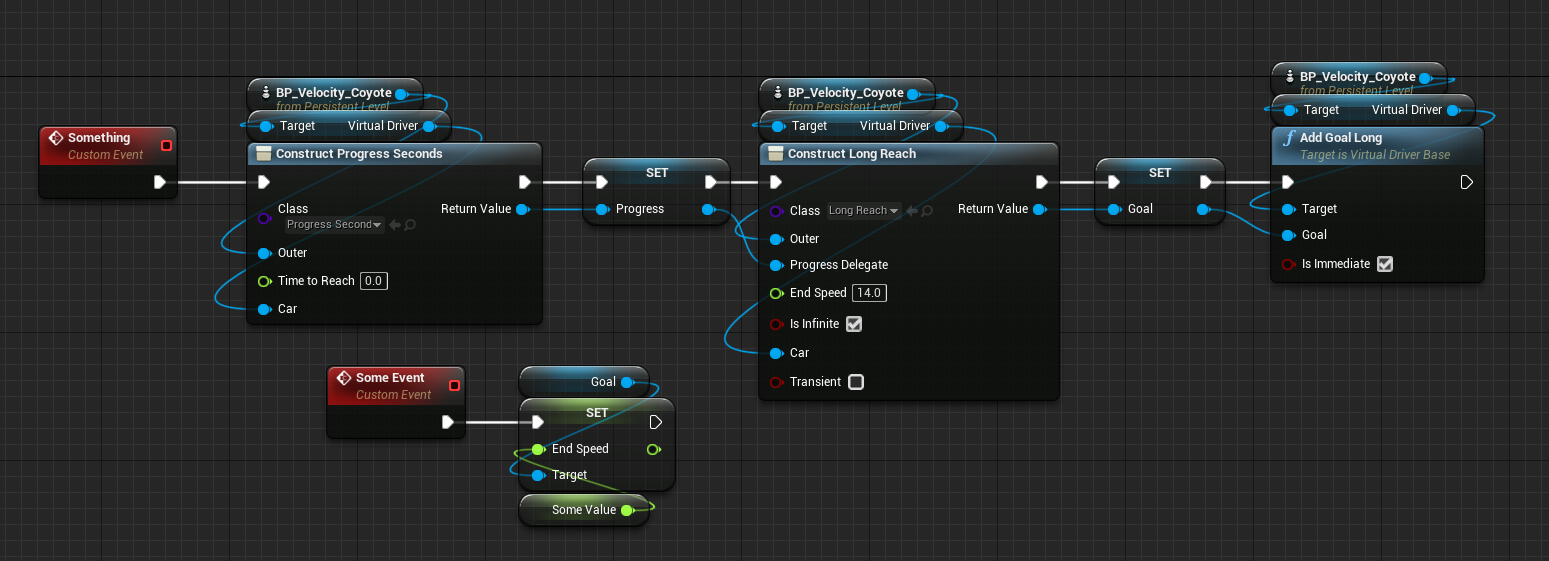 Something
Custom Event
BP_Velocity_Coyote
from Persistent Level
Target Virtual Driver
Construct Progress Seconds
Class
Progress Second
Return Value
Outer
Time to Reach 0.0
Car
SET
Progress
BP_Velocity_Coyote
from Persistent Level
Target Virtual Driver
Construct Long Reach
Class Long Reach Return Value
Outer
Progress Delegate
End Speed 14.0
Is Infinite
Car
Transient
SET
Goal
BP_Velocity_Coyote
from Persistent Level
Target Virtual Driver
Add Goal Long
Target is Virtual Driver Base
Target
Goal
Is Immediate
Some Event
Custom Event
Goal
SET
End Speed
Target
Some Value